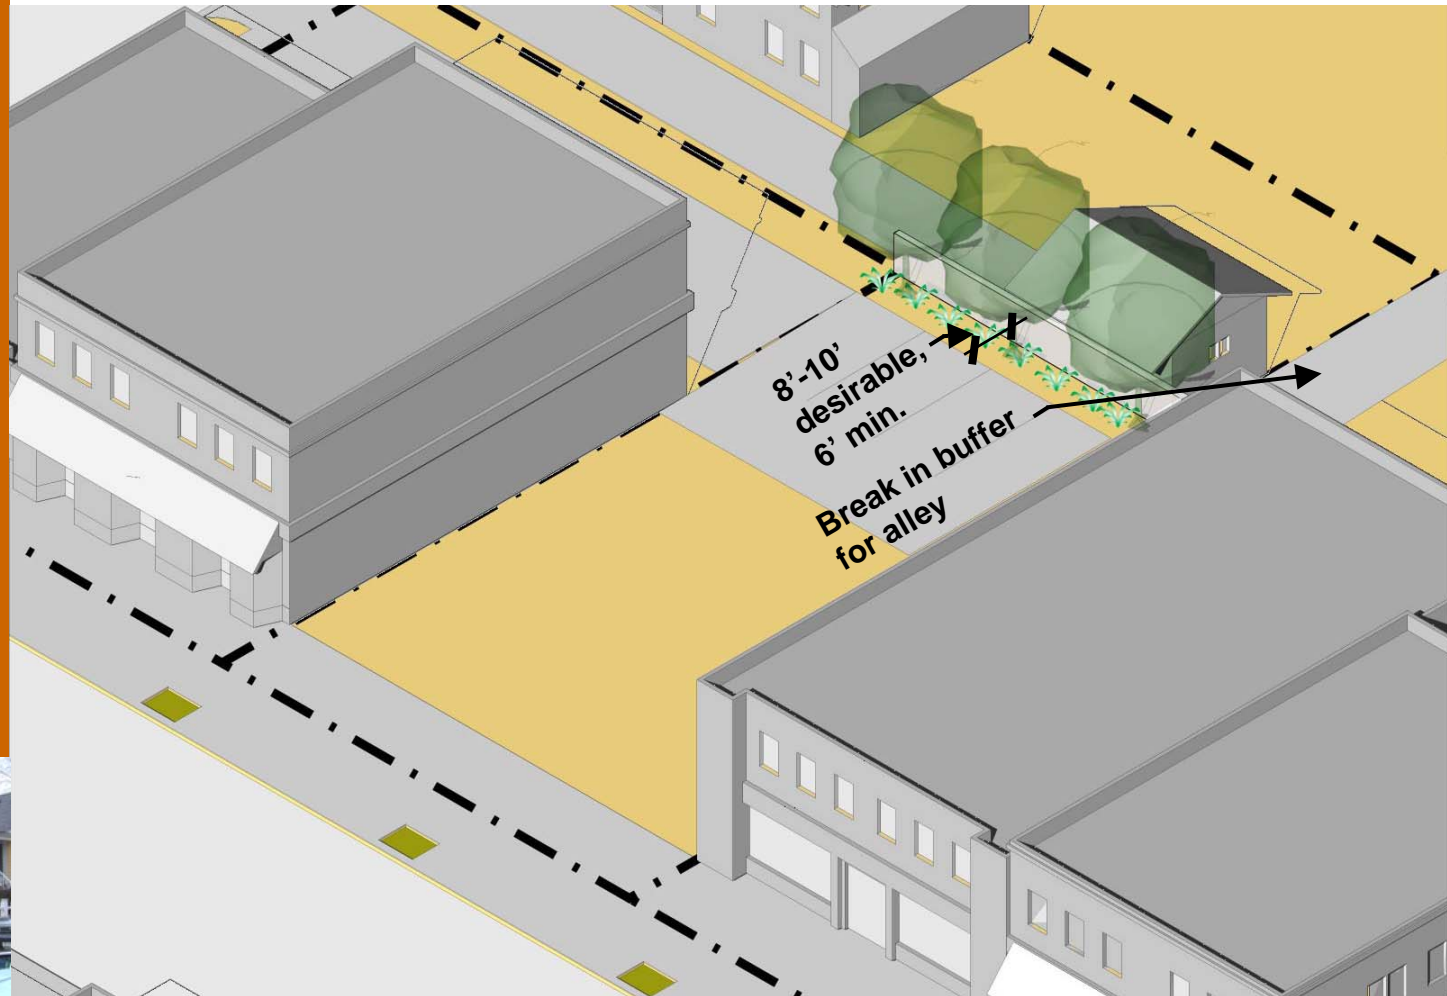 8’-10’
desirable,
6’ min.
Break in buffer
for alley